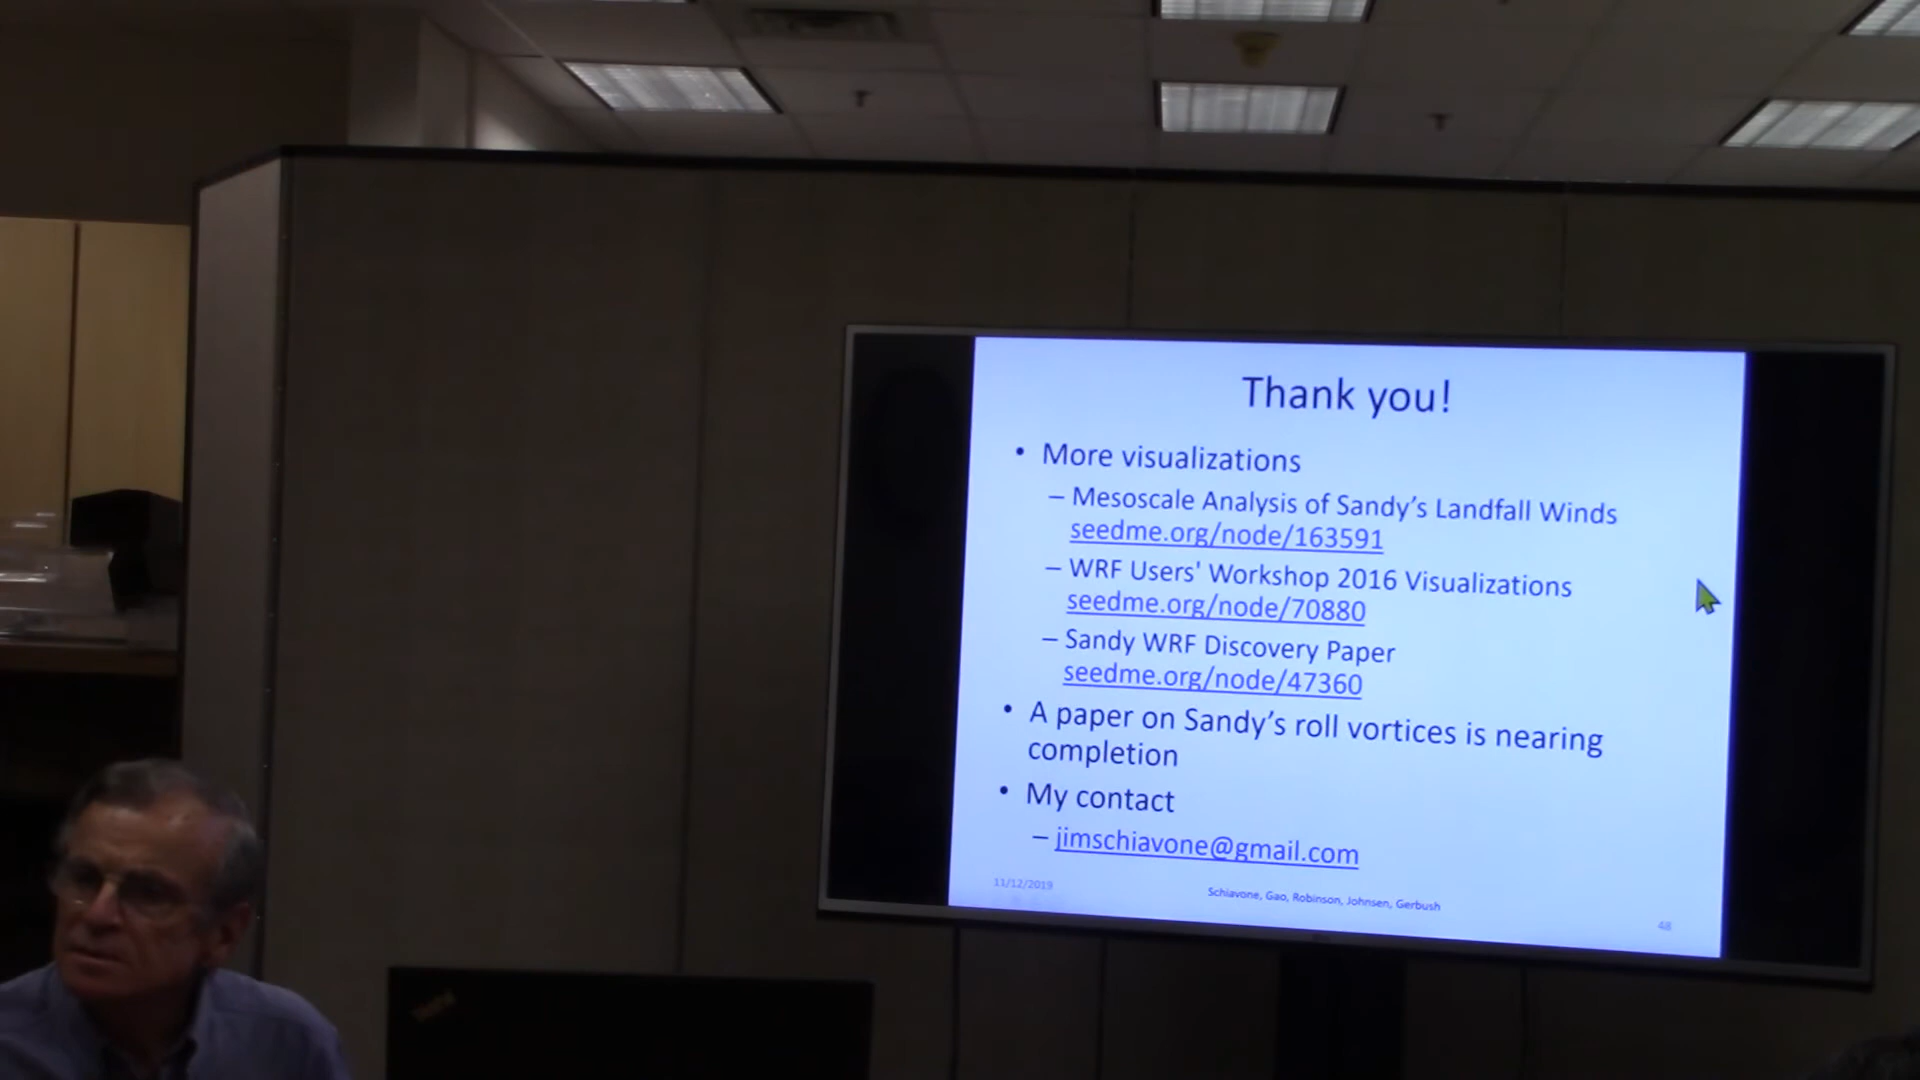 Thank you!
• More visualizations
– Mesoscale Analysis of Sandy’s Landfall Winds
seedme.org/node/163591
– WRF Users' Workshop 2016 Visualizations
seedme.org/node/70880
– Sandy WRF Discovery Paper
seedme.org/node/47360
• A paper on Sandy’s roll vortices is nearing
completion
• My contact
– jimschiavone@gmail.com
11/12/2019
Schiavone, Gao, Robinson, Johnsen, Gerbush
48